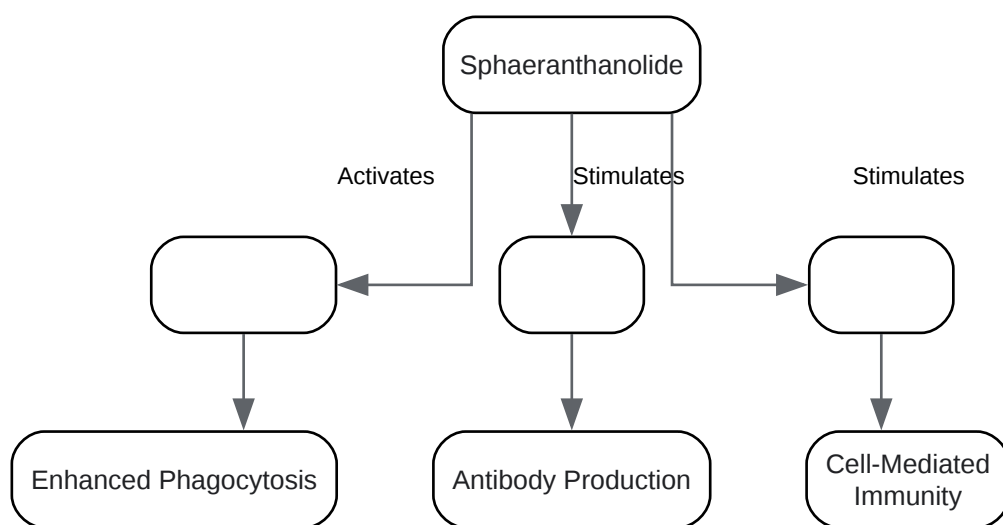 Sphaeranthanolide
Activates
Stimulates
Stimulates
Enhanced Phagocytosis
Antibody Production
Cell-Mediated
Immunity